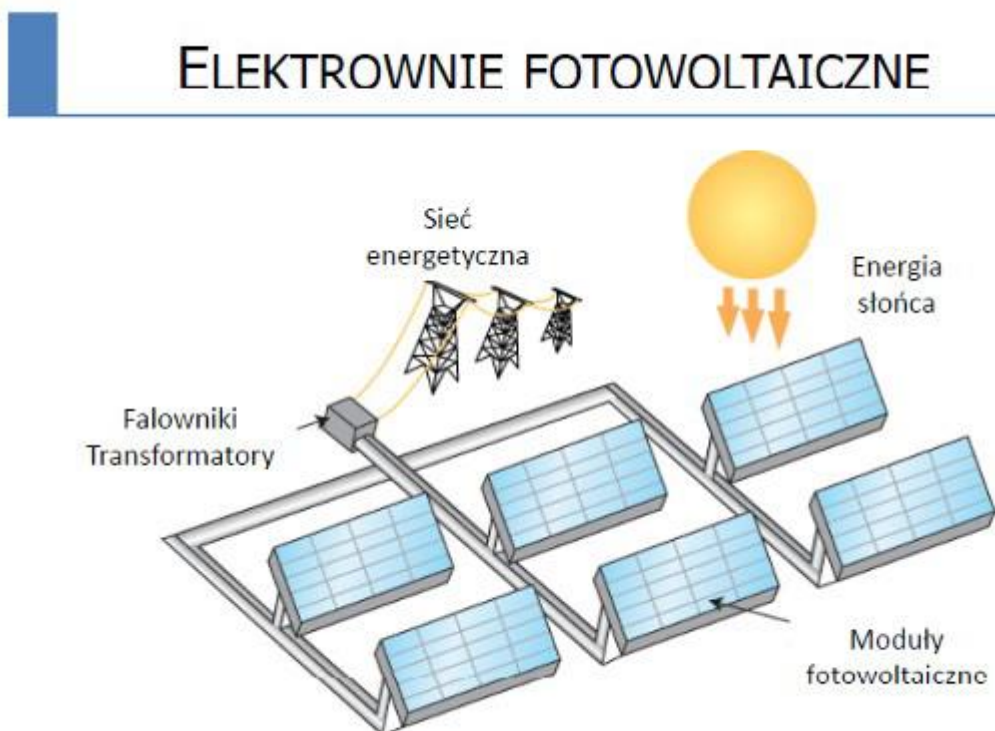 ELEKTROWNIE FOTOWOLTAICZNE
Sieć
energetyczna
Energia
słońca
Falowniki
Transformatory
Moduły
fotowoltaiczne